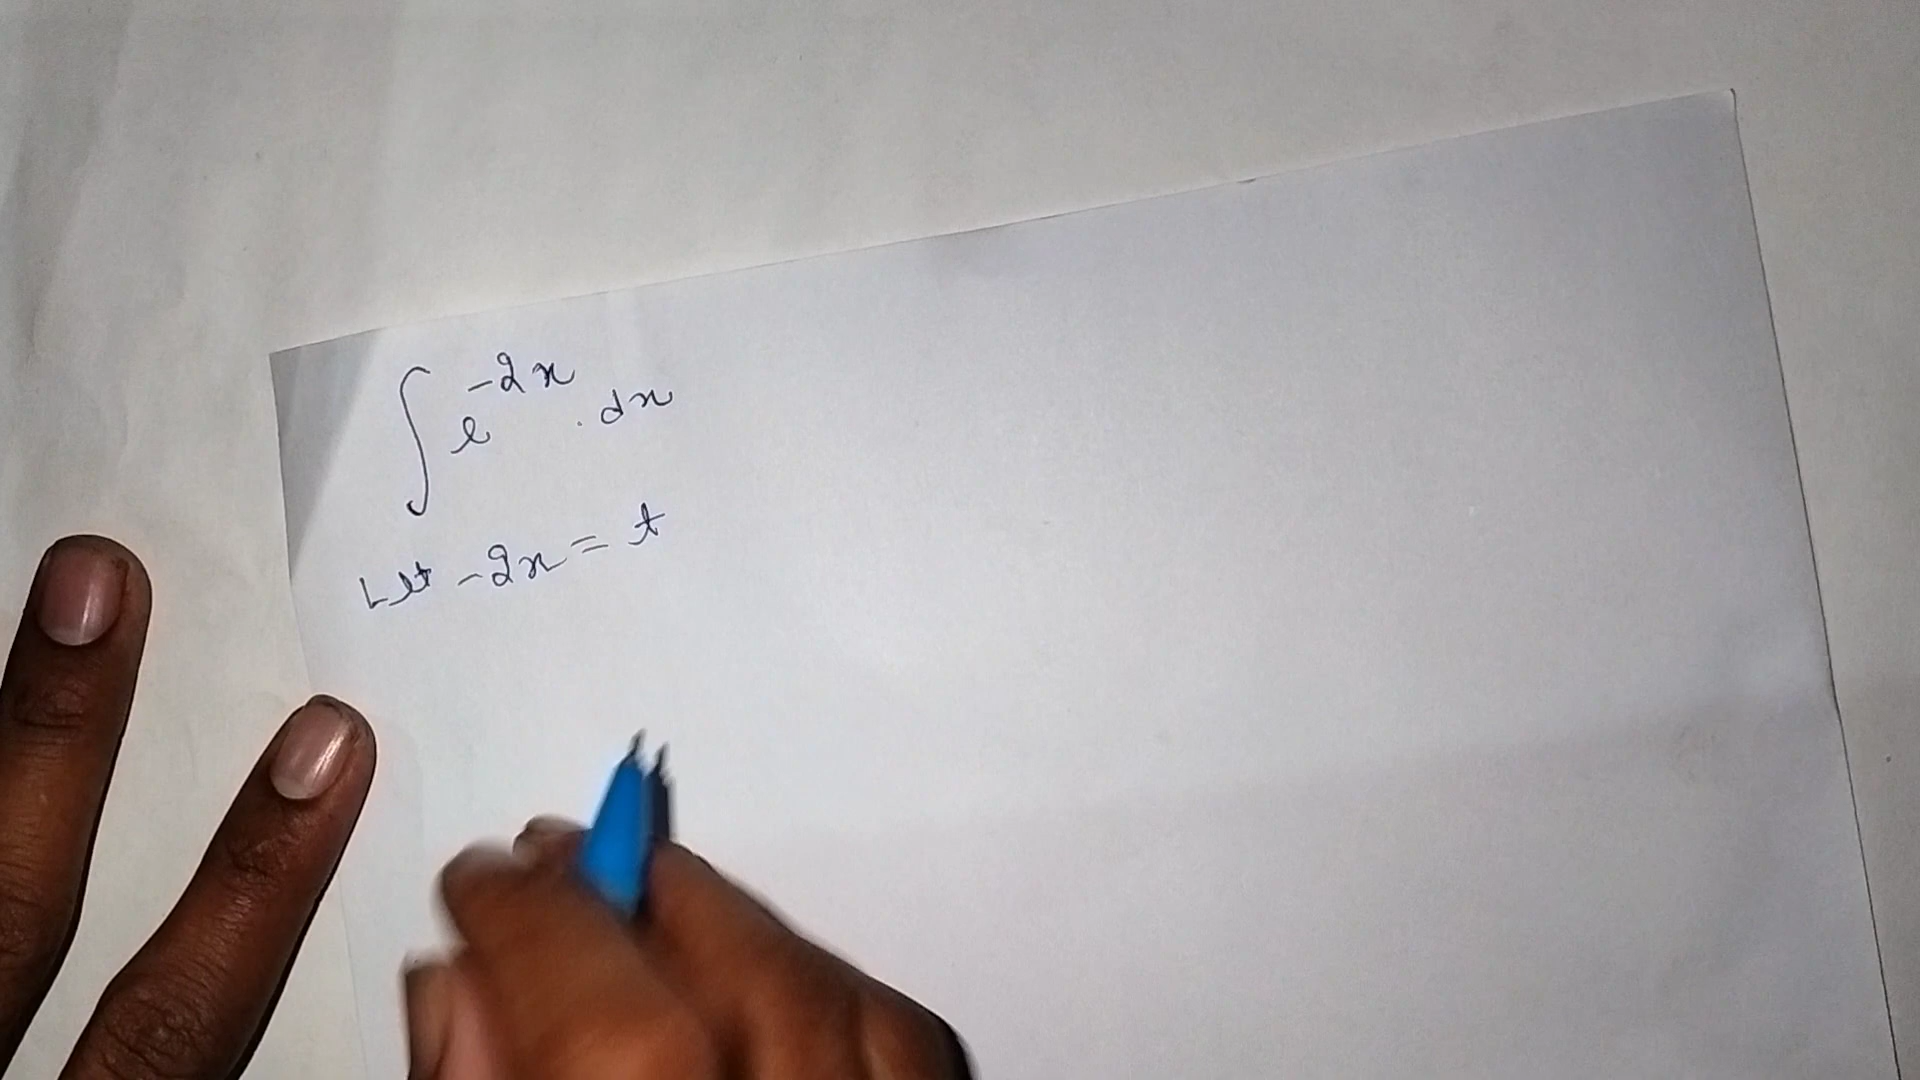 ∫ e^{-2x} . dx
Let -2x = t